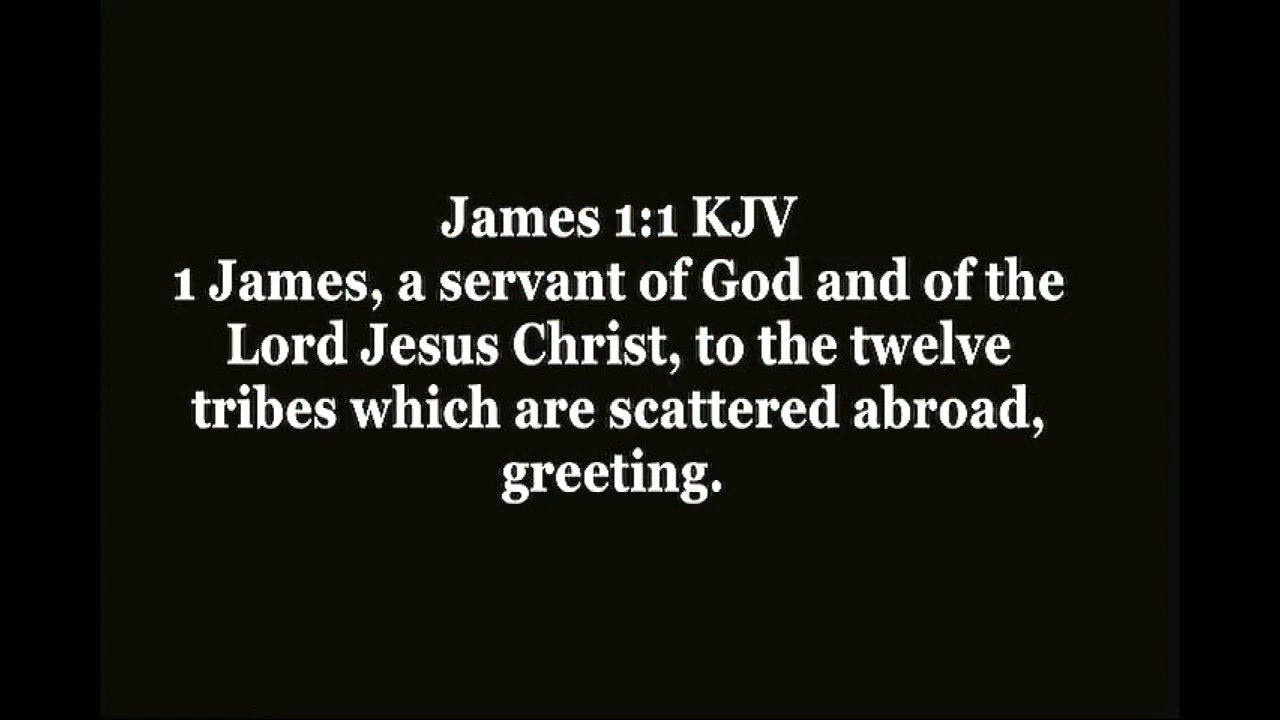 James 1:1 KJV
1 James, a servant of God and of the
Lord Jesus Christ, to the twelve
tribes which are scattered abroad,
greeting.